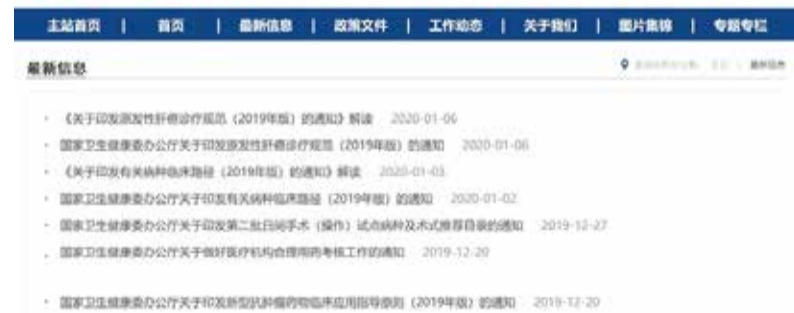 主站首页 | 首页 | 最新信息 | 政策文件 | 工作动态 | 关于我们 | 图片集锦 | 专题专栏
最新信息
最新信息
《关于印发原发性肝癌诊疗规范（2019年版）的通知》解读 2020-01-06
国家卫生健康委办公厅关于印发原发性肝癌诊疗规范（2019年版）的通知 2020-01-06
《关于印发有关病种临床路径（2019年版）的通知》解读 2020-01-03
国家卫生健康委办公厅关于印发有关病种临床路径（2019年版）的通知 2020-01-02
国家卫生健康委办公厅关于印发第二批日间手术（操作）试点病种及术式推荐目录的通知 2019-12-27
国家卫生健康委办公厅关于做好医疗机构合理用药考核工作的通知 2019-12-20
国家卫生健康委办公厅关于印发新型抗肿瘤药物临床应用指导原则（2019年版）的通知 2019-12-20